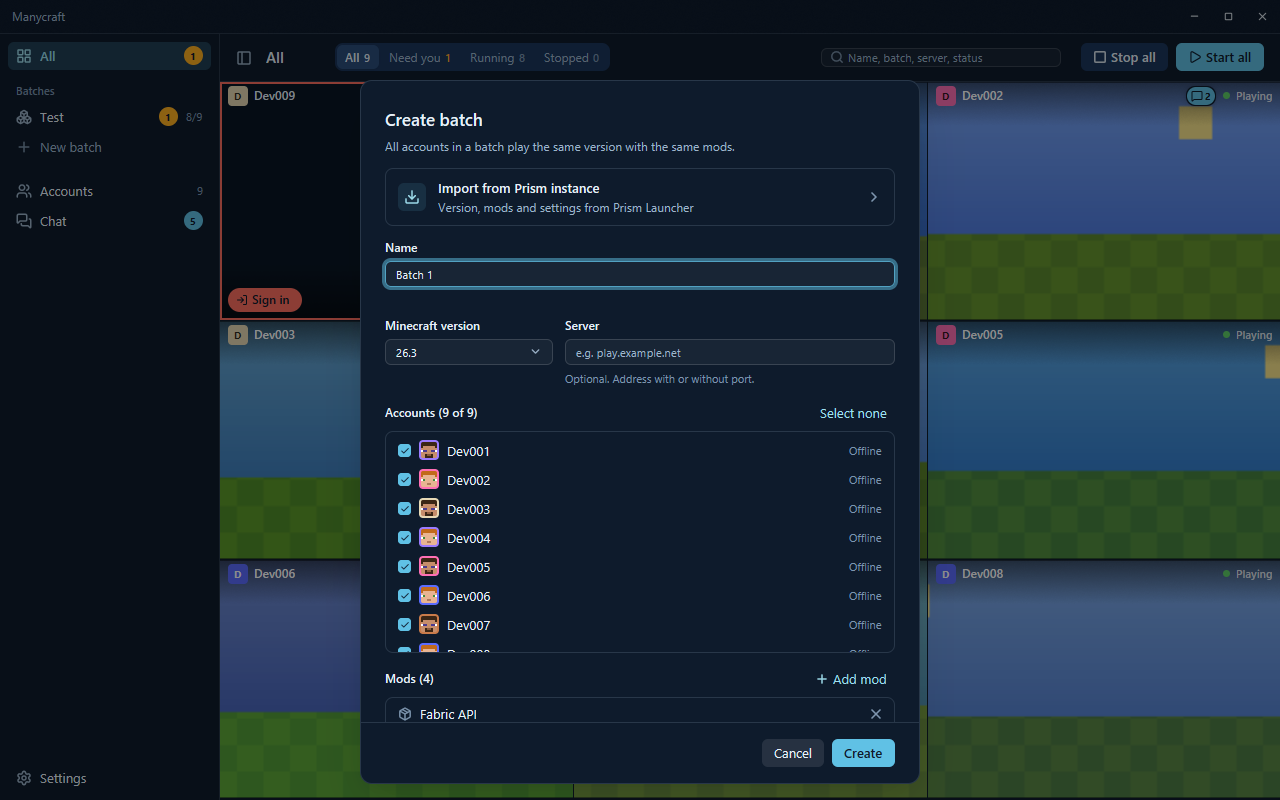 Manycraft
All 1
All
All 9 Need you 1 Running 8 Stopped 0
Name, batch, server, status
Stop all
Start all
Batches
Test 1 8/9
New batch
Accounts 9
Chat 5
Settings
D Dev009
Sign in
D Dev002 2 Playing
D Dev003
D Dev005 Playing
D Dev006
D Dev008 Playing
Create batch
All accounts in a batch play the same version with the same mods.
Import from Prism instance
Version, mods and settings from Prism Launcher
Name
Batch 1
Minecraft version Server
26.3 e.g. play.example.net
Optional. Address with or without port.
Accounts (9 of 9) Select none
Dev001 Offline
Dev002 Offline
Dev003 Offline
Dev004 Offline
Dev005 Offline
Dev006 Offline
Dev007 Offline
Mods (4) Add mod
Fabric API
Cancel Create